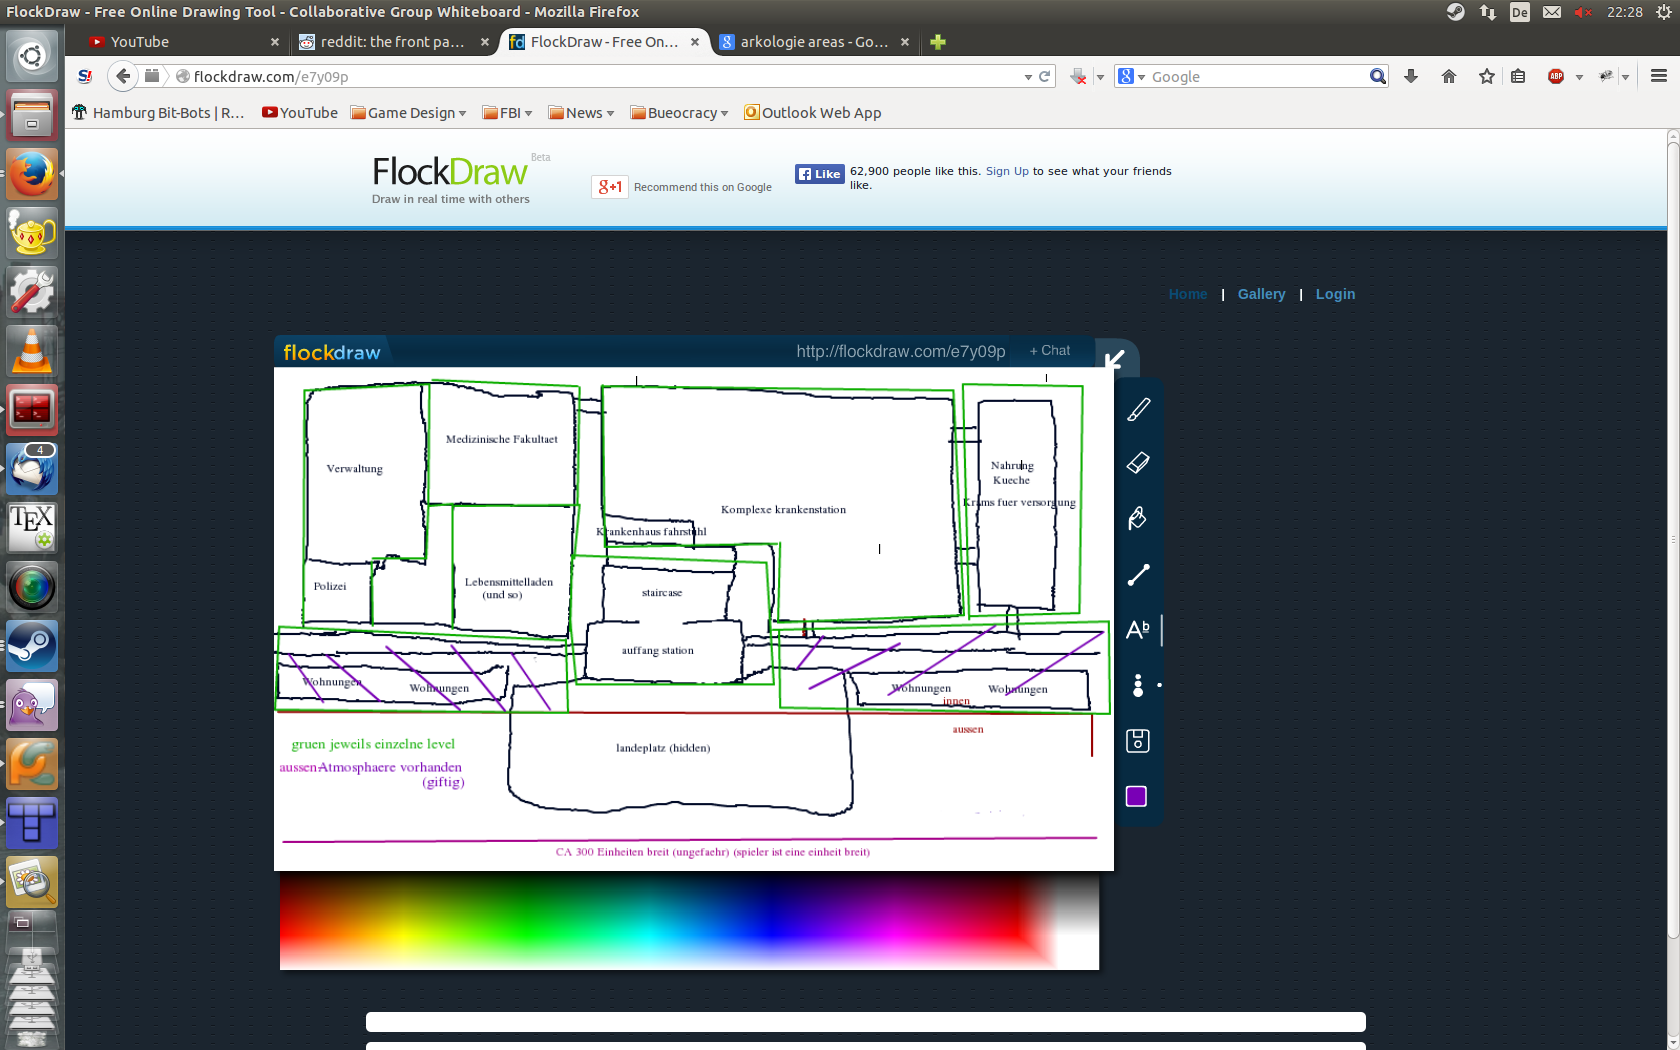 FlockDraw - Free Online Drawing Tool - Collaborative Group Whiteboard - Mozilla Firefox
De
22:28
YouTube
reddit: the front pa...
fd
FlockDraw - Free On...
arkologie areas - Go...
S!
flockdraw.com/e7y09p
Google
ABP
Hamburg Bit-Bots | R...
YouTube
Game Design
FBI
News
Bueocracy
Outlook Web App
FlockDraw
Beta
Draw in real time with others
g+1
Recommend this on Google
Like
62,900 people like this. Sign Up to see what your friends
like.
Home | Gallery | Login
flockdraw
http://flockdraw.com/e7y09p
+ Chat
Medizinische Fakultaet
Verwaltung
Nahrung
Kueche
Krams fuer versorgung
Komplexe krankenstation
Krankenhaus fahrstuhl
Polizei
Lebensmittelladen
(und so)
staircase
auffang station
Wohnungen
Wohnungen
Wohnungen
Wohnungen
innen
aussen
landeplatz (hidden)
gruen jeweils einzelne level
aussenAtmosphaere vorhanden
(giftig)
CA 300 Einheiten breit (ungefaehr) (spieler ist eine einheit breit)
Ab
4
TEX